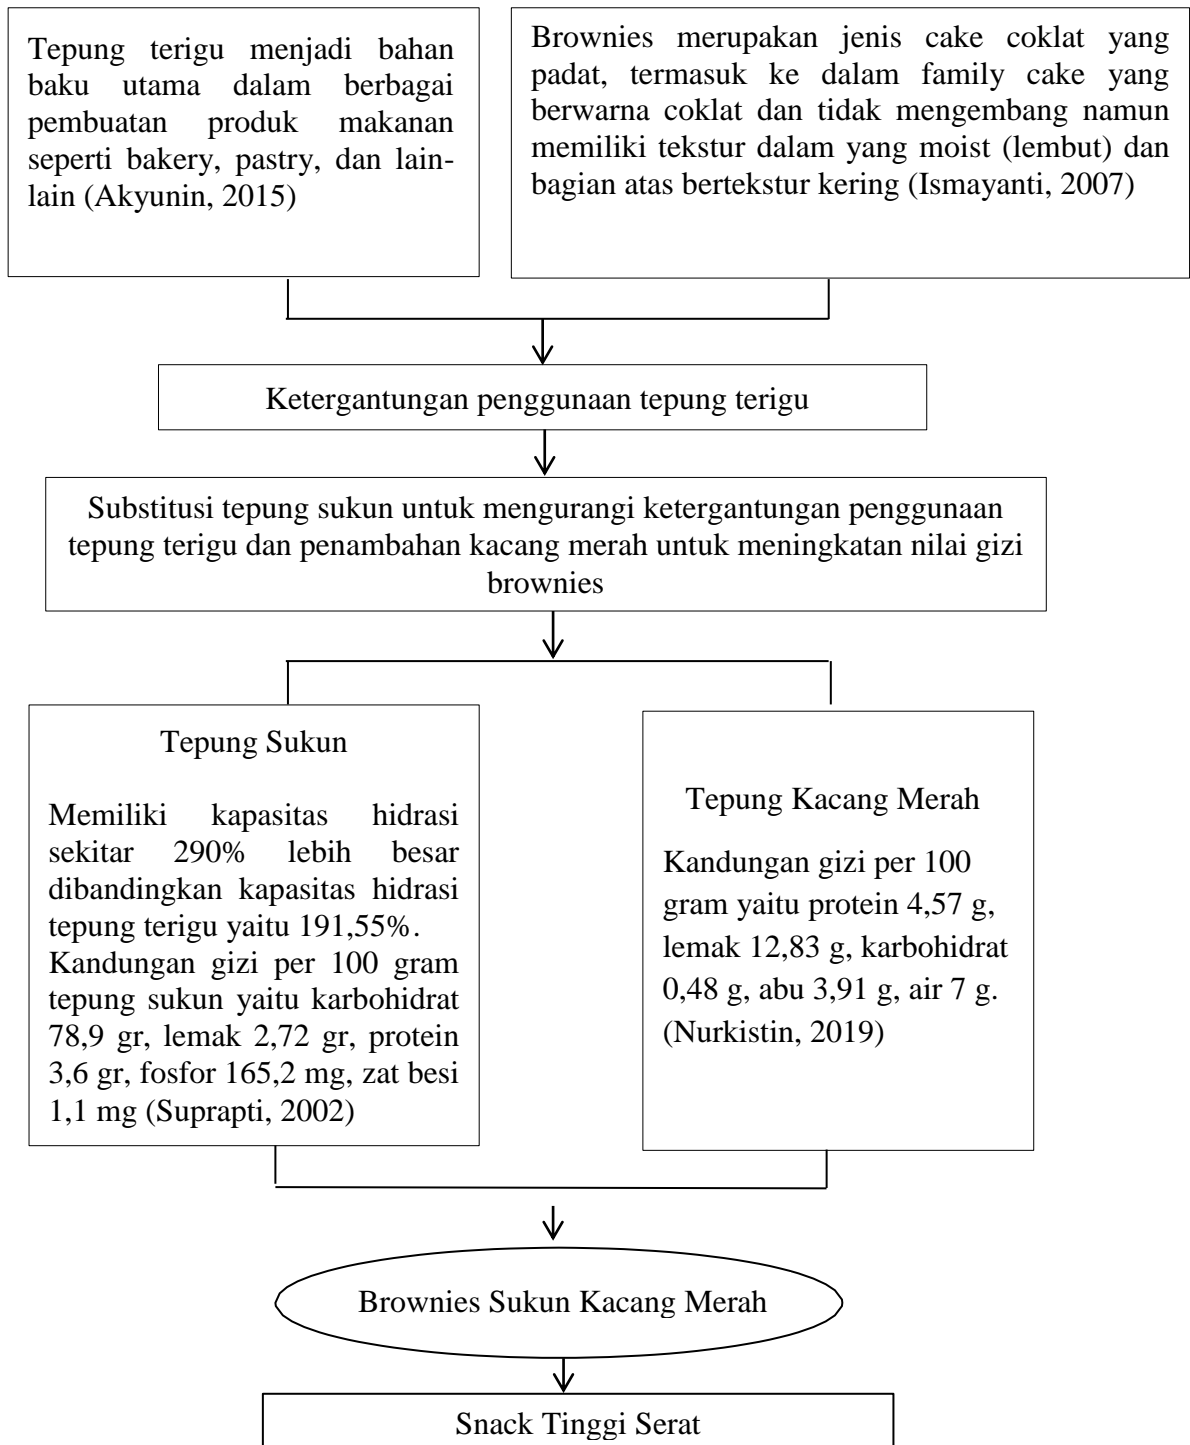 Tepung terigu menjadi bahan
baku utama dalam berbagai
pembuatan produk makanan
seperti bakery, pastry, dan lain-
lain (Akyunin, 2015)
Brownies merupakan jenis cake coklat yang
padat, termasuk ke dalam family cake yang
berwarna coklat dan tidak mengembang namun
memiliki tekstur dalam yang moist (lembut) dan
bagian atas bertekstur kering (Ismayanti, 2007)
Ketergantungan penggunaan tepung terigu
Substitusi tepung sukun untuk mengurangi ketergantungan penggunaan
tepung terigu dan penambahan kacang merah untuk meningkatan nilai gizi
brownies
Tepung Sukun
Memiliki kapasitas hidrasi
sekitar 290% lebih besar
dibandingkan kapasitas hidrasi
tepung terigu yaitu 191,55%.
Kandungan gizi per 100 gram
tepung sukun yaitu karbohidrat
78,9 gr, lemak 2,72 gr, protein
3,6 gr, fosfor 165,2 mg, zat besi
1,1 mg (Suprapti, 2002)
Tepung Kacang Merah
Kandungan gizi per 100
gram yaitu protein 4,57 g,
lemak 12,83 g, karbohidrat
0,48 g, abu 3,91 g, air 7 g.
(Nurkistin, 2019)
Brownies Sukun Kacang Merah
Snack Tinggi Serat